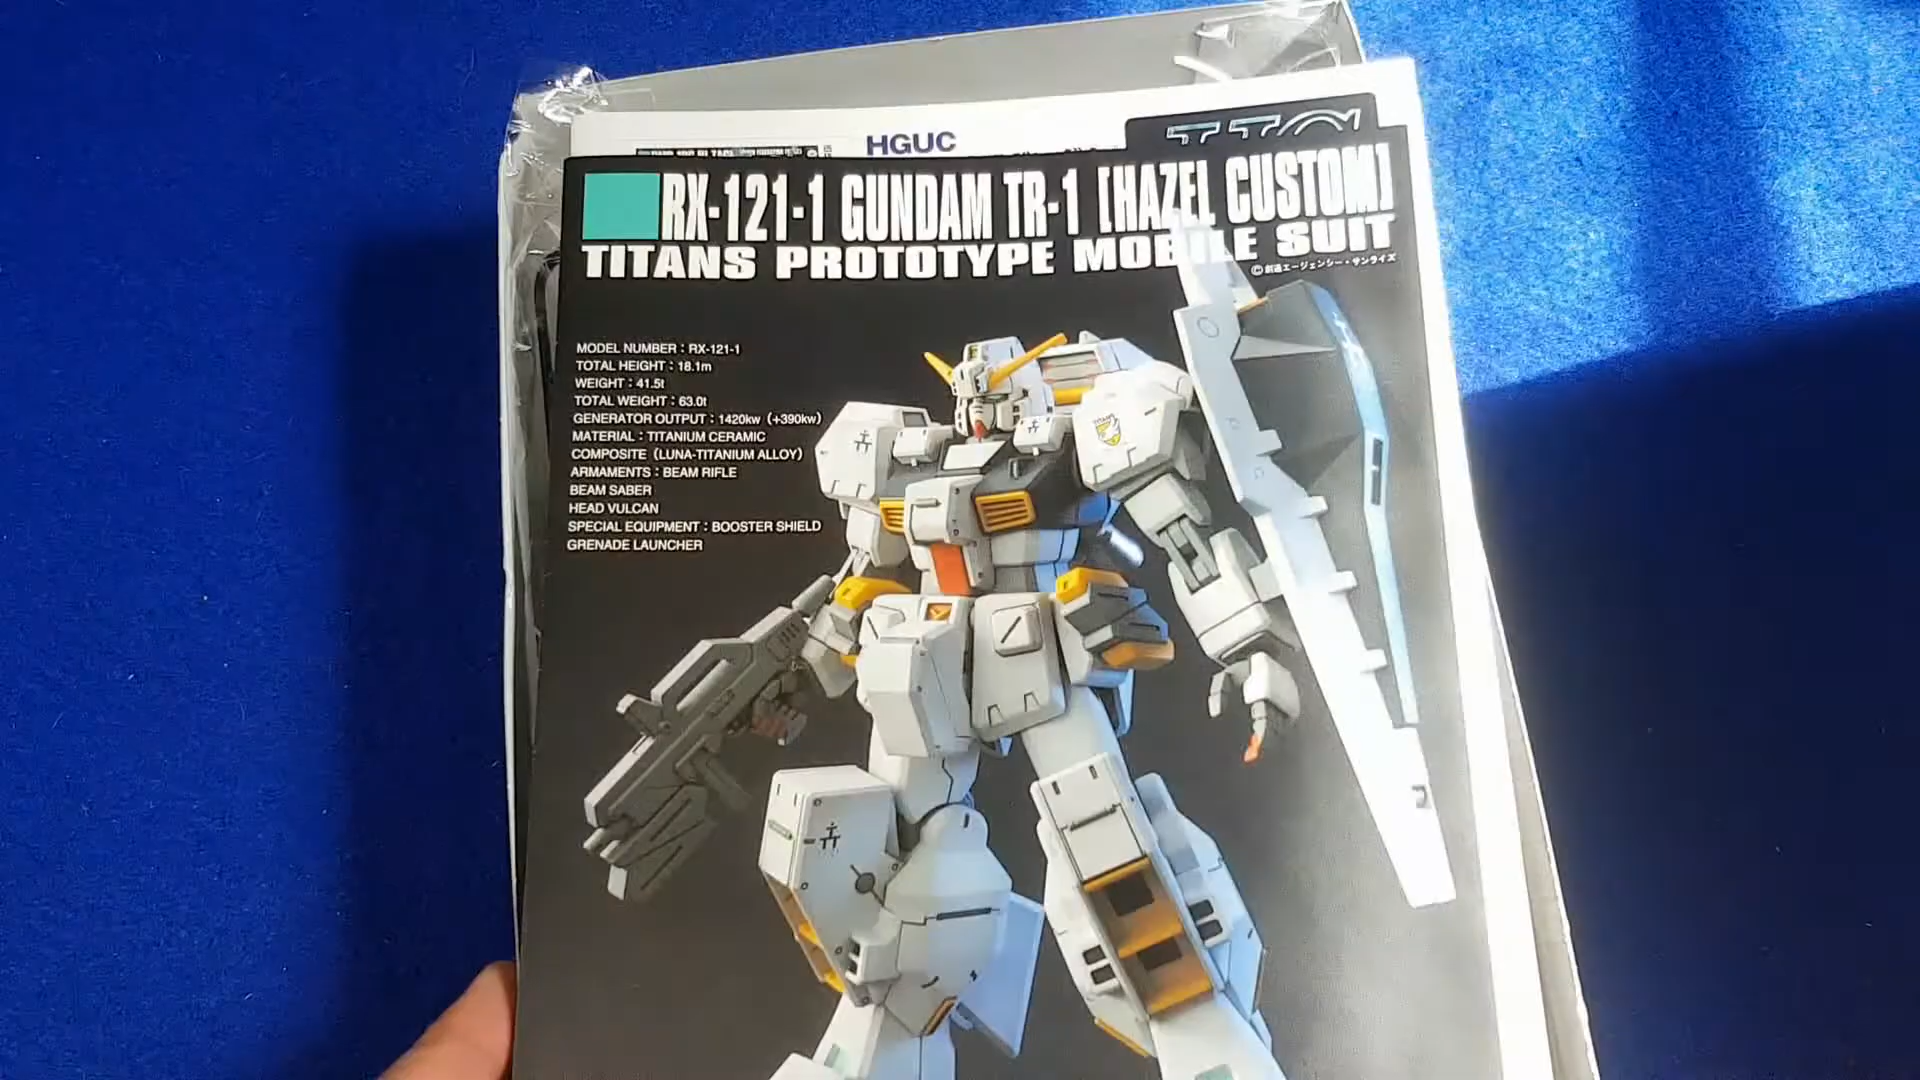 HGUC
RX-121-1 GUNDAM TR-1 [HAZEL CUSTOM]
TITANS PROTOTYPE MOBILE SUIT
©創通エージェンシー・サンライズ
MODEL NUMBER：RX-121-1
TOTAL HEIGHT：18.1m
WEIGHT：41.5t
TOTAL WEIGHT：63.0t
GENERATOR OUTPUT：1420kw（+390kw）
MATERIAL：TITANIUM CERAMIC
COMPOSITE（LUNA-TITANIUM ALLOY）
ARMAMENTS：BEAM RIFLE
BEAM SABER
HEAD VULCAN
SPECIAL EQUIPMENT：BOOSTER SHIELD
GRENADE LAUNCHER
TITANS